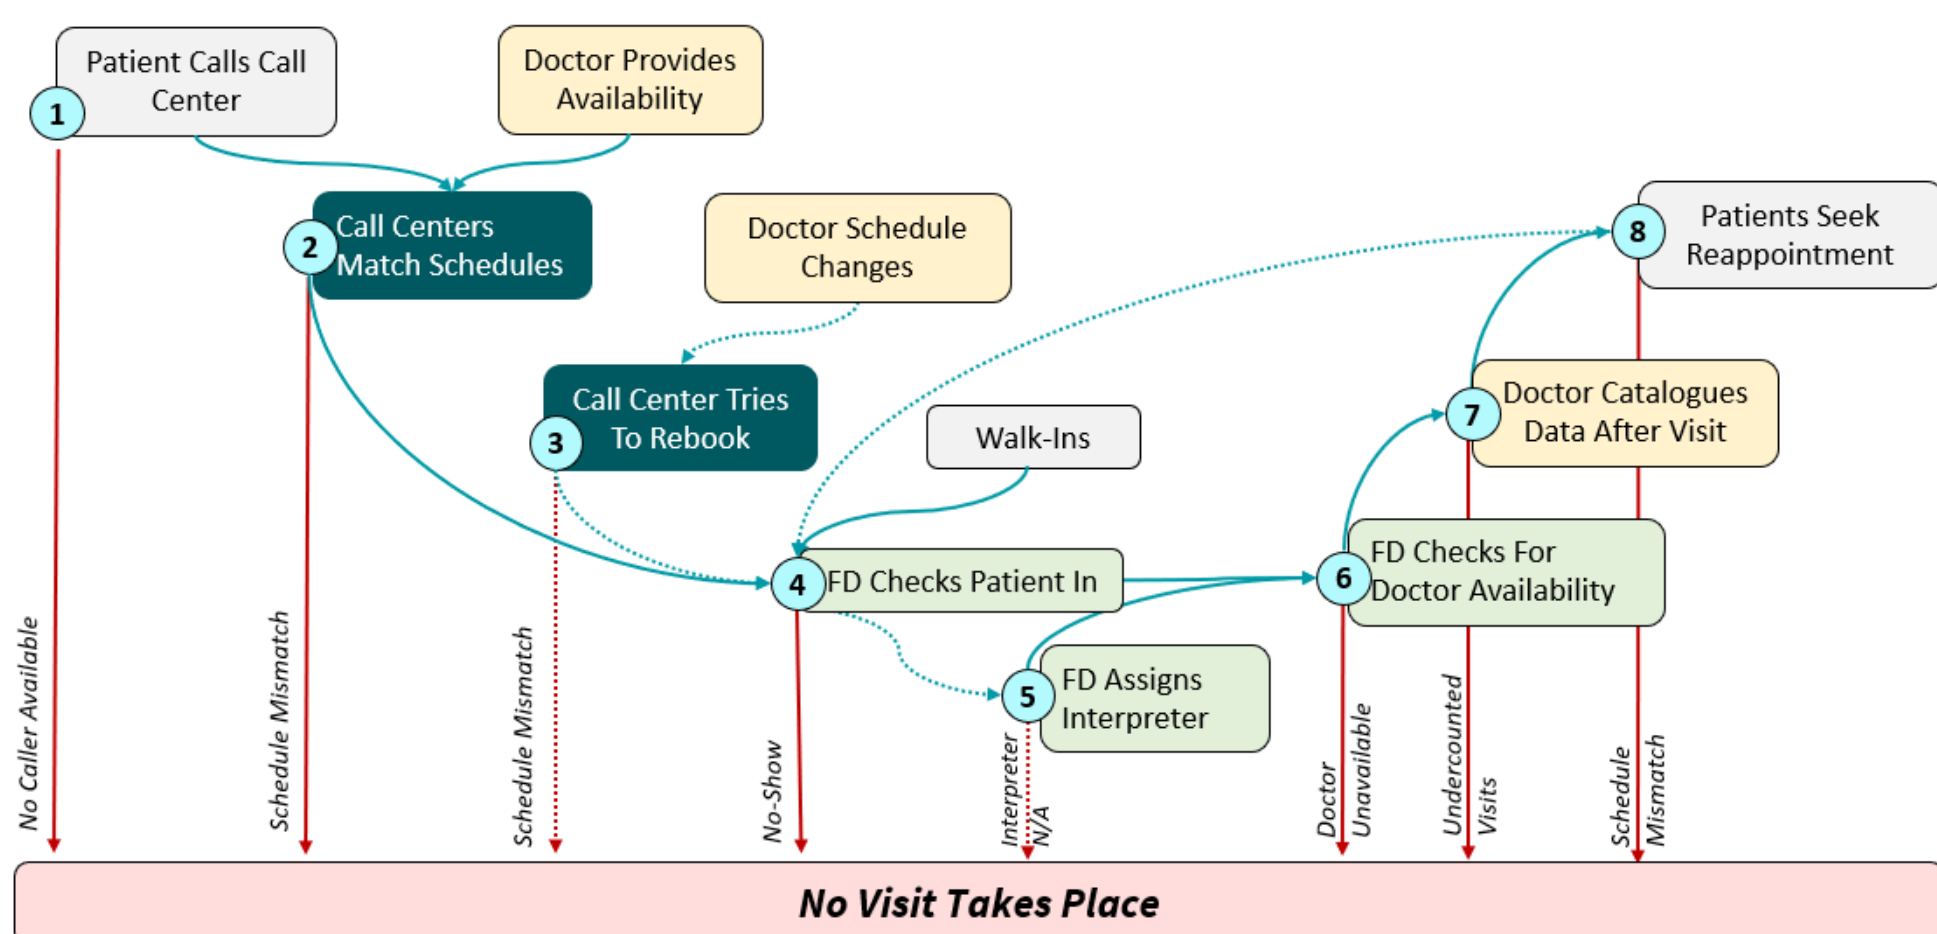 Patient Calls Call
Center
1
Doctor Provides
Availability
Call Centers
Match Schedules
2
Doctor Schedule
Changes
Patients Seek
Reappointment
8
Call Center Tries
To Rebook
3
Walk-Ins
Doctor Catalogues
Data After Visit
7
4
FD Checks Patient In
FD Checks For
Doctor Availability
6
FD Assigns
Interpreter
5
No Caller Available
Schedule Mismatch
Schedule Mismatch
No-Show
Interpreter
N/A
Doctor
Unavailable
Undercounted
Visits
Schedule
Mismatch
No Visit Takes Place